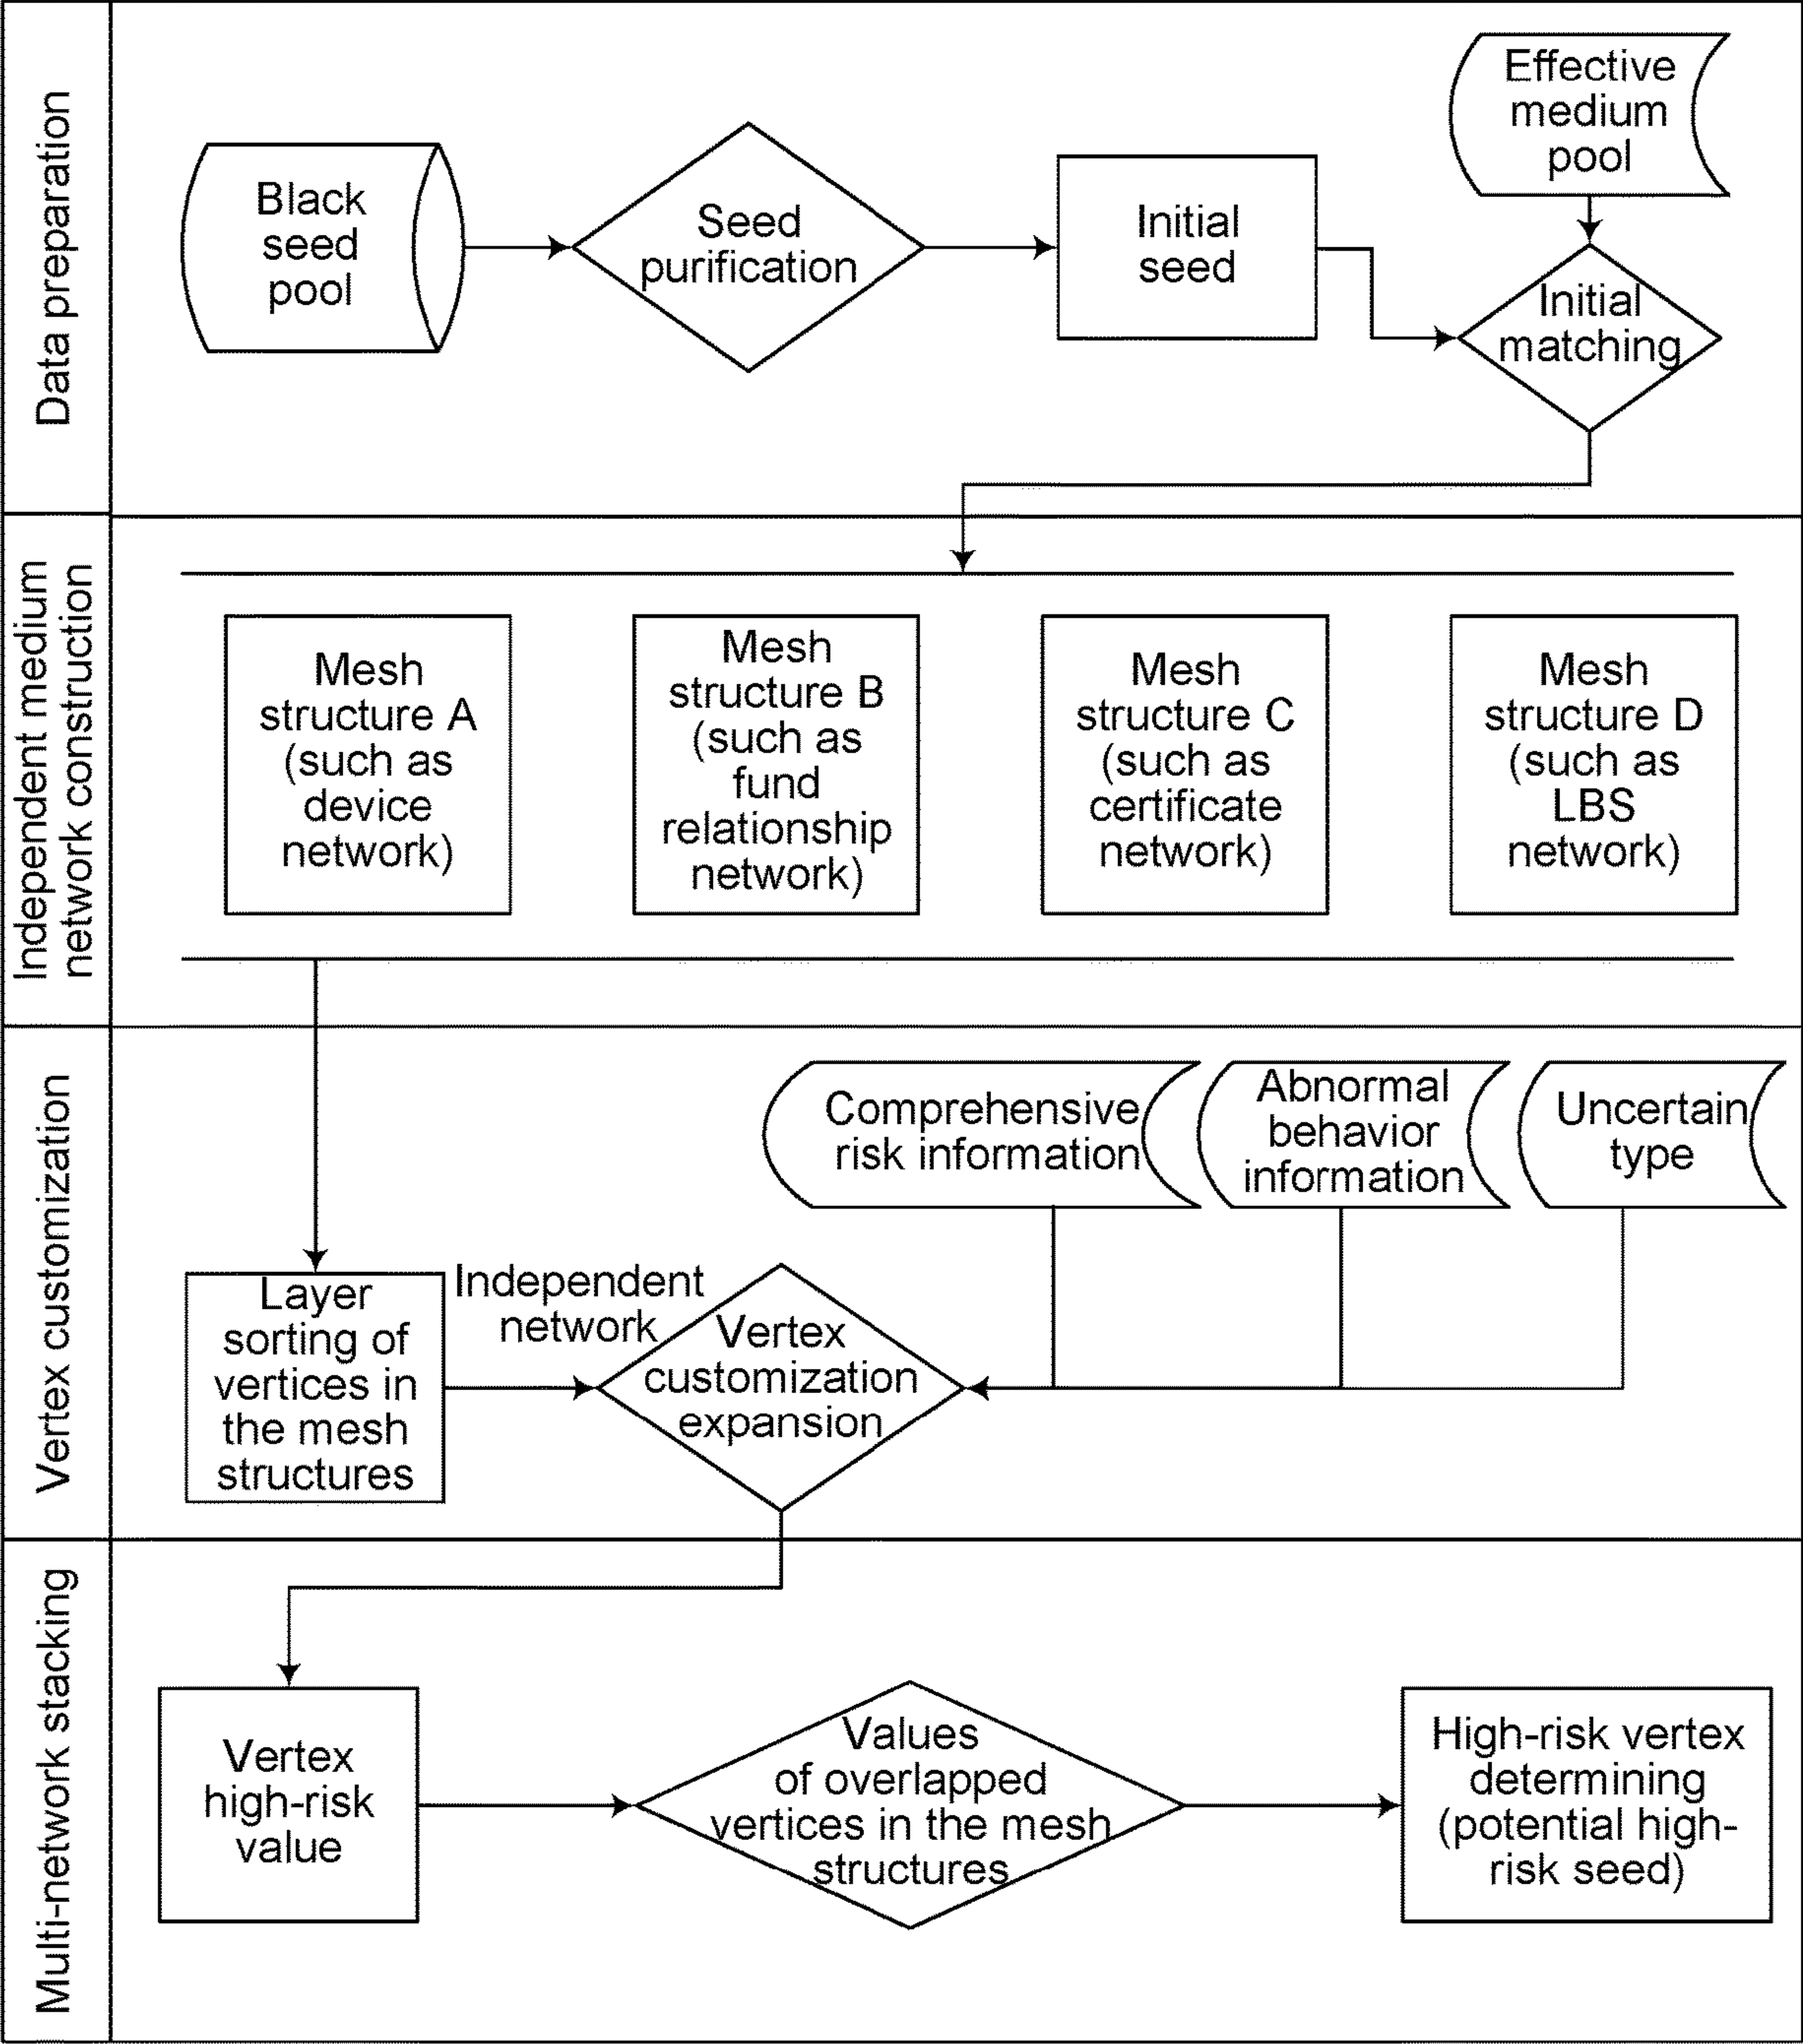 Data preparation
Black
seed
pool
Seed
purification
Initial
seed
Effective
medium
pool
Initial
matching
Independent medium
network construction
Mesh
structure A
(such as
device
network)
Mesh
structure B
(such as
fund
relationship
network)
Mesh
structure C
(such as
certificate
network)
Mesh
structure D
(such as
LBS
network)
Vertex customization
Comprehensive
risk information
Abnormal
behavior
information
Uncertain
type
Layer
sorting of
vertices in
the mesh
structures
Independent
network
Vertex
customization
expansion
Multi-network stacking
Vertex
high-risk
value
Values
of overlapped
vertices in the mesh
structures
High-risk vertex
determining
(potential high-
risk seed)